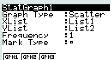 StatGraph1
Graph Type :Scatter
XList :List1
YList :List2
Frequency :1
Mark Type :▫
GPH1 GPH2 GPH3